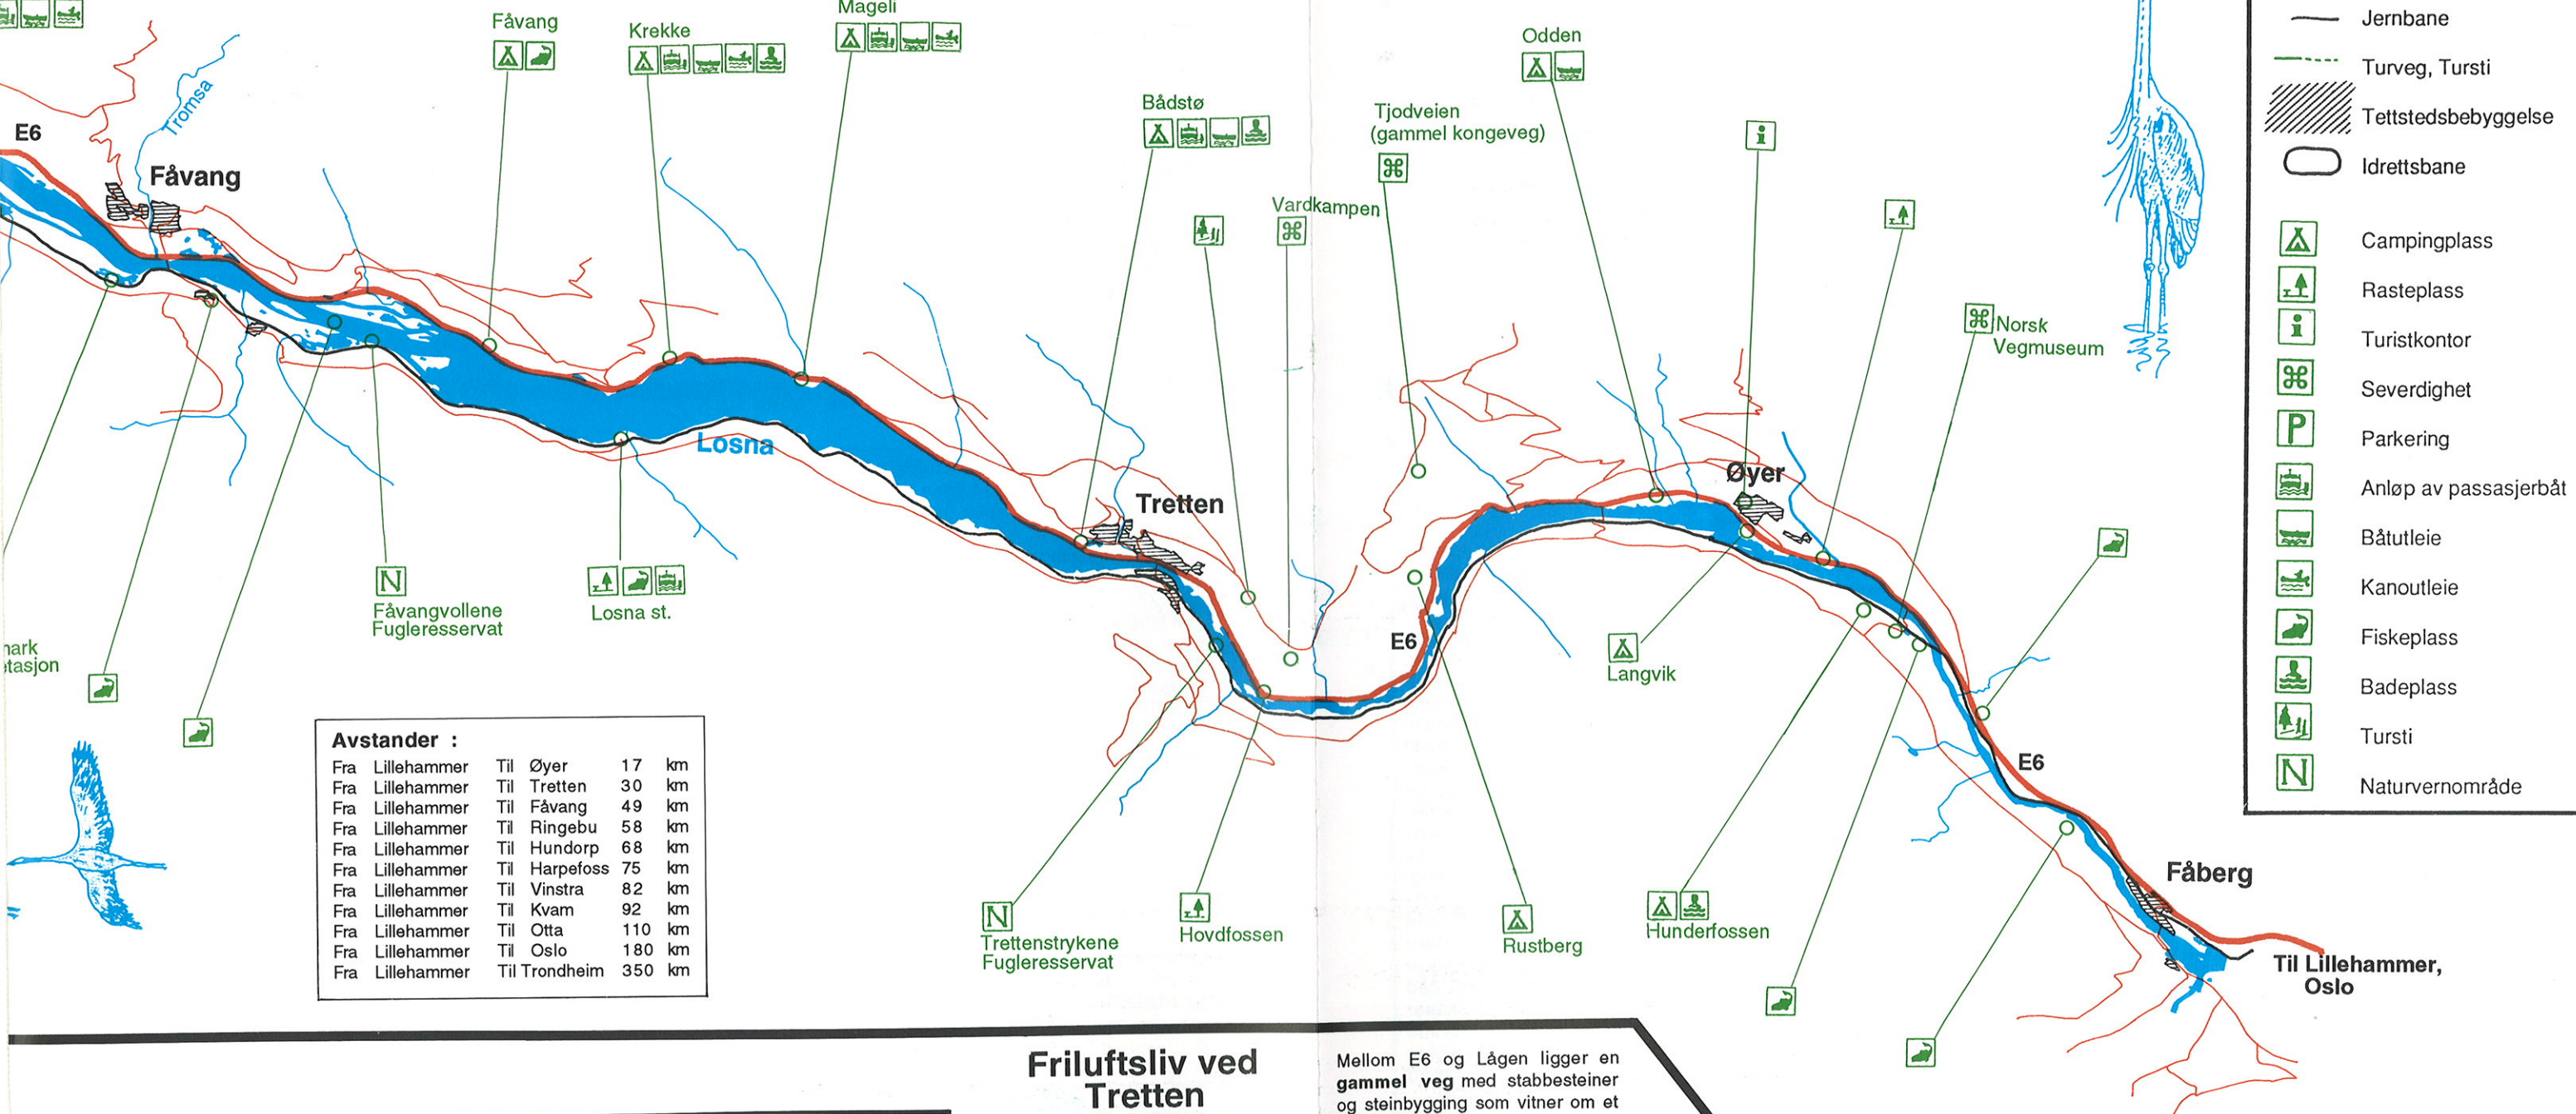 Mageli
Fåvang
Krekke
Odden
Jernbane
Turveg, Tursti
Tettstedsbebyggelse
Idrettsbane
Tromsa
Bådstø
Tjodveien
(gammel kongeveg)
E6
Fåvang
Vardkampen
i
Norsk
Vegmuseum
Campingplass
Rasteplass
i
Turistkontor
Severdighet
P
Parkering
Anløp av passasjerbåt
Båtutleie
Kanoutleie
Fiskeplass
Badeplass
Tursti
N
Naturvernområde
Losna
Tretten
Øyer
N
Fåvangvollene
Fugleresservat
Losna st.
E6
Langvik
E6
Avstander :
Fra Lillehammer Til Øyer 17 km
Fra Lillehammer Til Tretten 30 km
Fra Lillehammer Til Fåvang 49 km
Fra Lillehammer Til Ringebu 58 km
Fra Lillehammer Til Hundorp 68 km
Fra Lillehammer Til Harpefoss 75 km
Fra Lillehammer Til Vinstra 82 km
Fra Lillehammer Til Kvam 92 km
Fra Lillehammer Til Otta 110 km
Fra Lillehammer Til Oslo 180 km
Fra Lillehammer Til Trondheim 350 km
N
Trettenstrykene
Fugleresservat
Hovdfossen
Rustberg
Hunderfossen
Fåberg
Til Lillehammer,
Oslo
Friluftsliv ved
Tretten
Mellom E6 og Lågen ligger en
gammel veg med stabbesteiner
og steinbygging som vitner om et